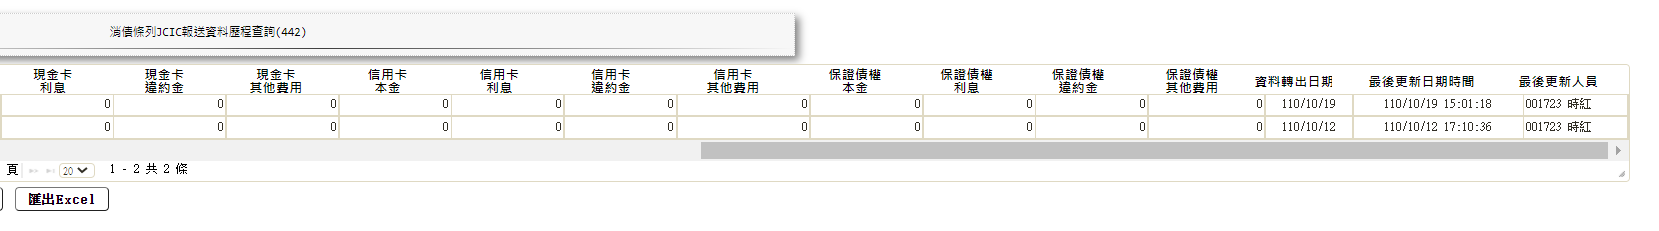 消債條列JCIC報送資料歷程查詢(442)
現金卡利息 現金卡違約金 現金卡其他費用 信用卡本金 信用卡利息 信用卡違約金 信用卡其他費用 保證債權本金 保證債權利息 保證債權違約金 保證債權其他費用 資料轉出日期 最後更新日期時間 最後更新人員
0 0 0 0 0 0 0 0 0 0 0 110/10/19 110/10/19 15:01:18 001723 時紅
0 0 0 0 0 0 0 0 0 0 0 110/10/12 110/10/12 17:10:36 001723 時紅
頁 20 1 - 2 共 2 條
匯出Excel